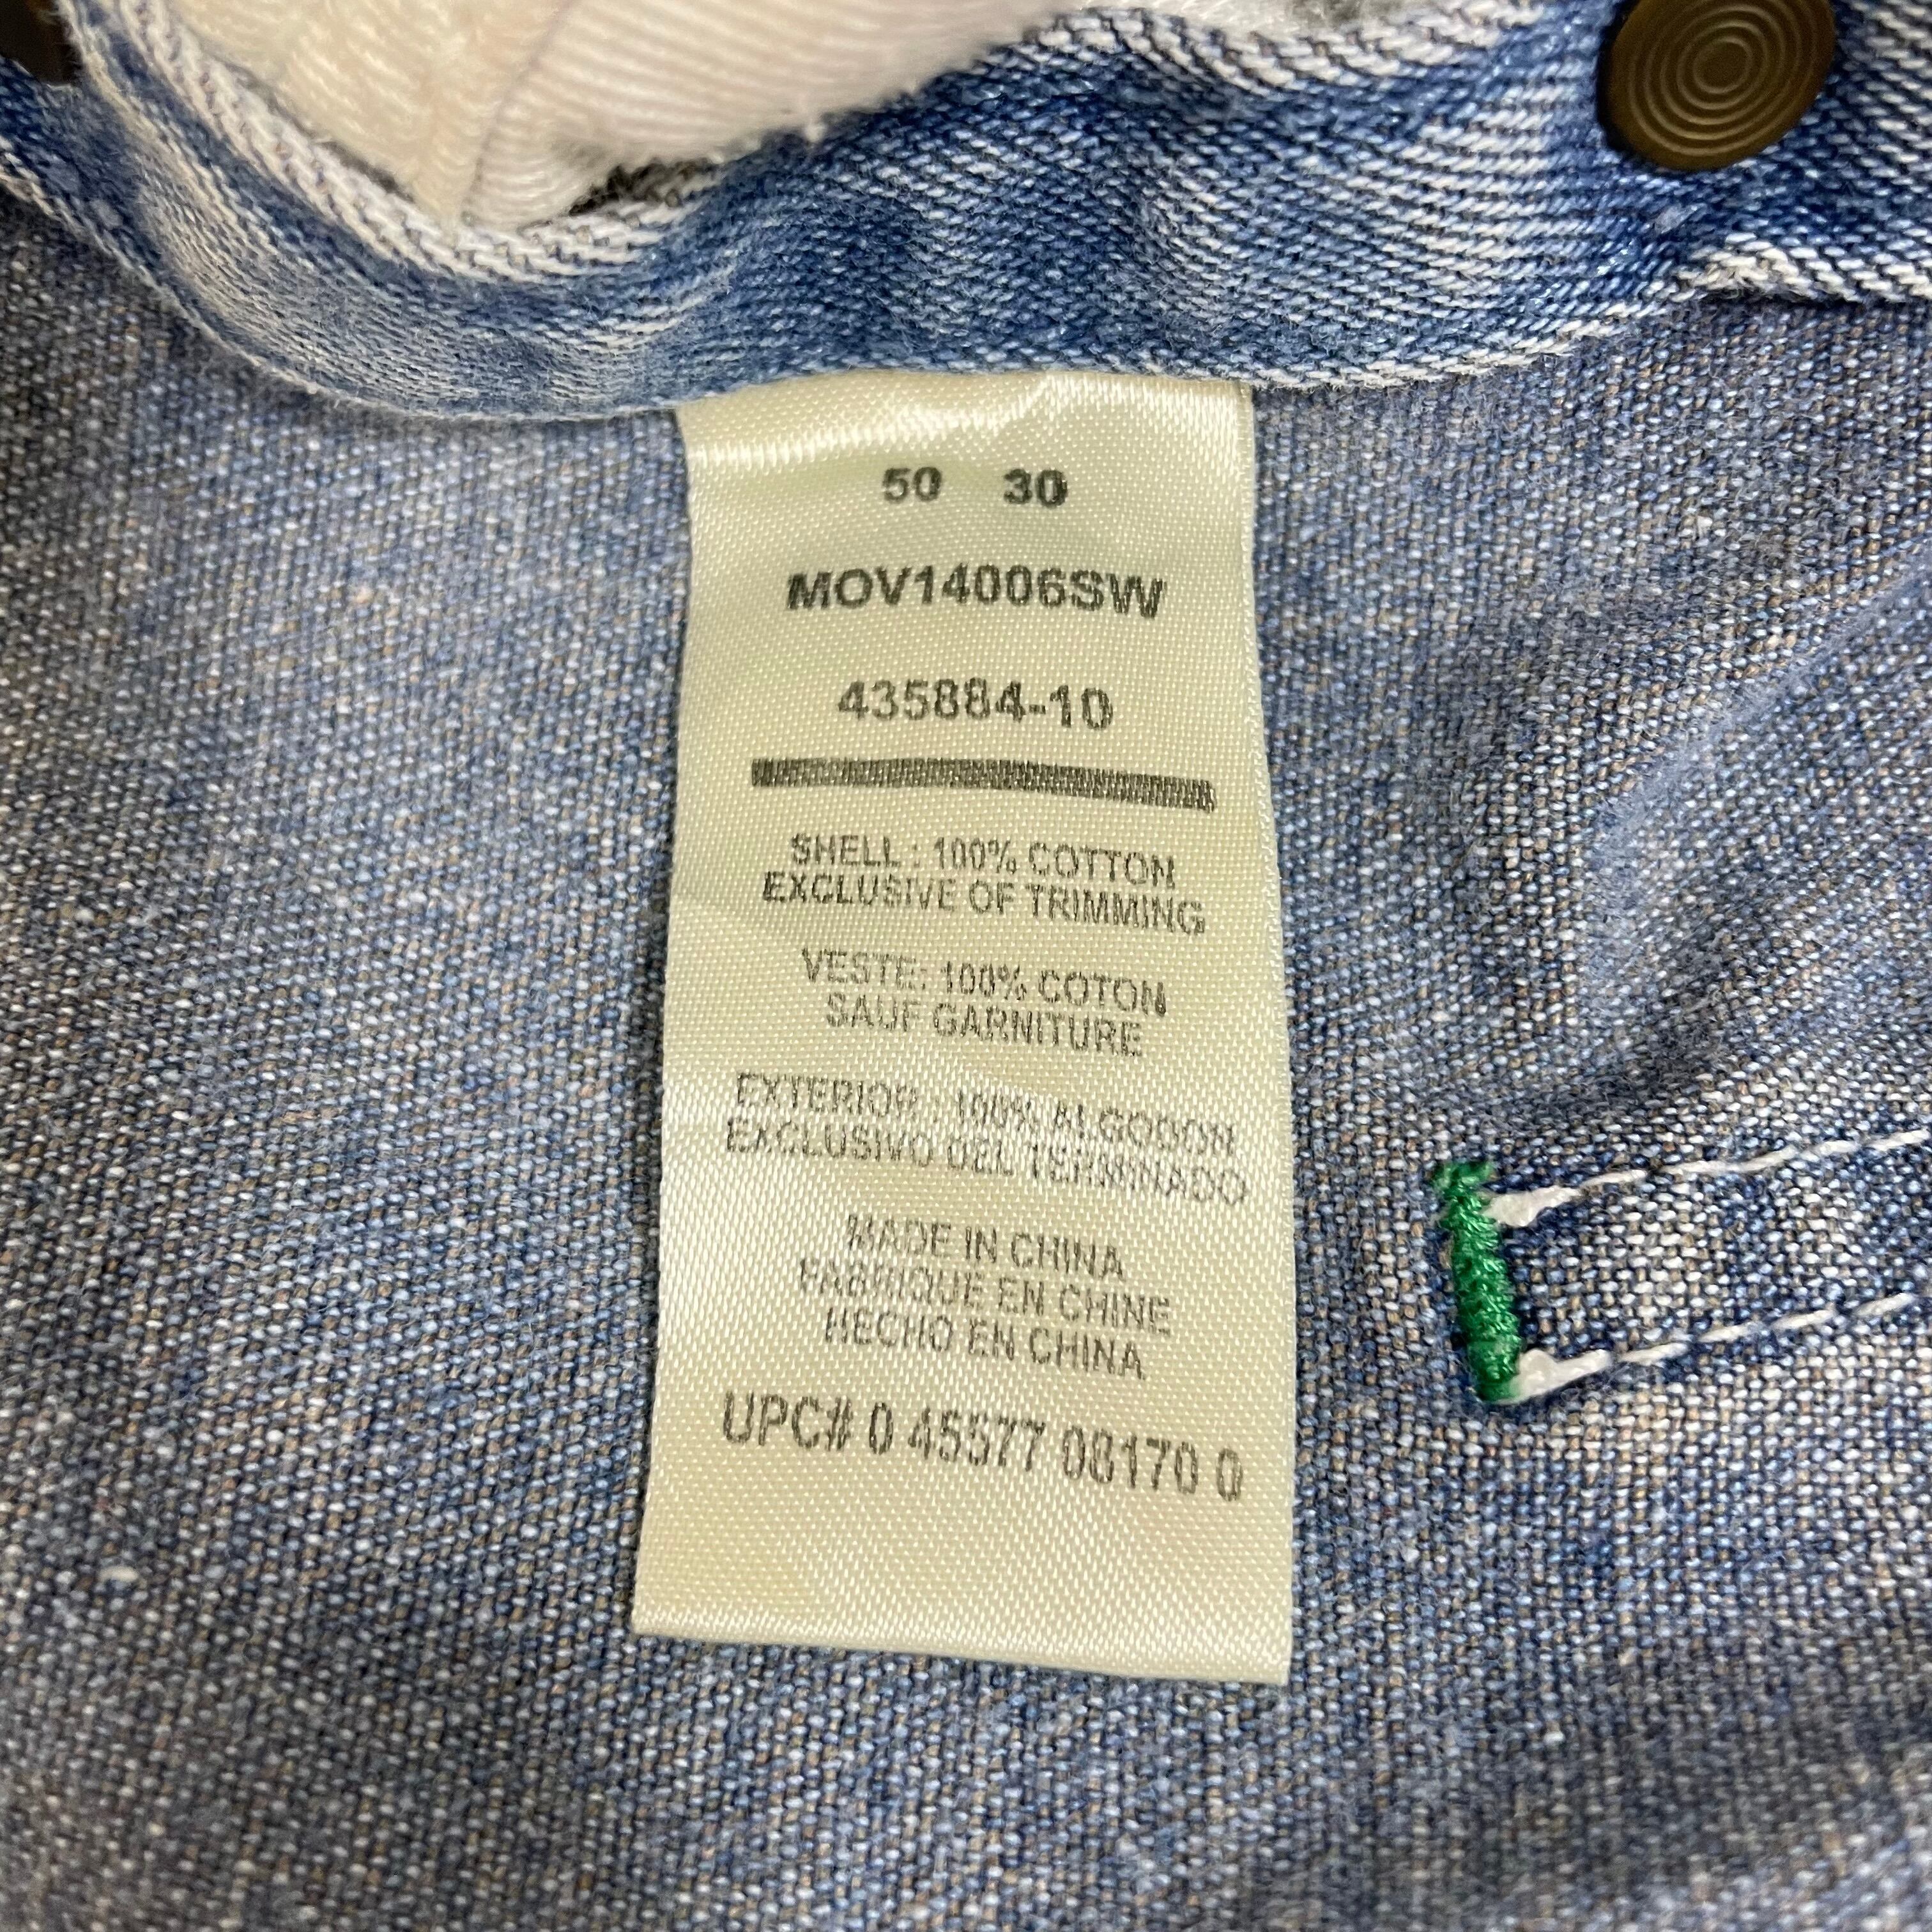 50 30
MOV14006SW
435884-10
SHELL : 100% COTTON
EXCLUSIVE OF TRIMMING
VESTE: 100% COTON
SAUF GARNITURE
EXTERIOR : 100% ALGODON
EXCLUSIVO DEL TERMINADO
MADE IN CHINA
FABRIQUE EN CHINE
HECHO EN CHINA
UPC# 0 45577 08170 0